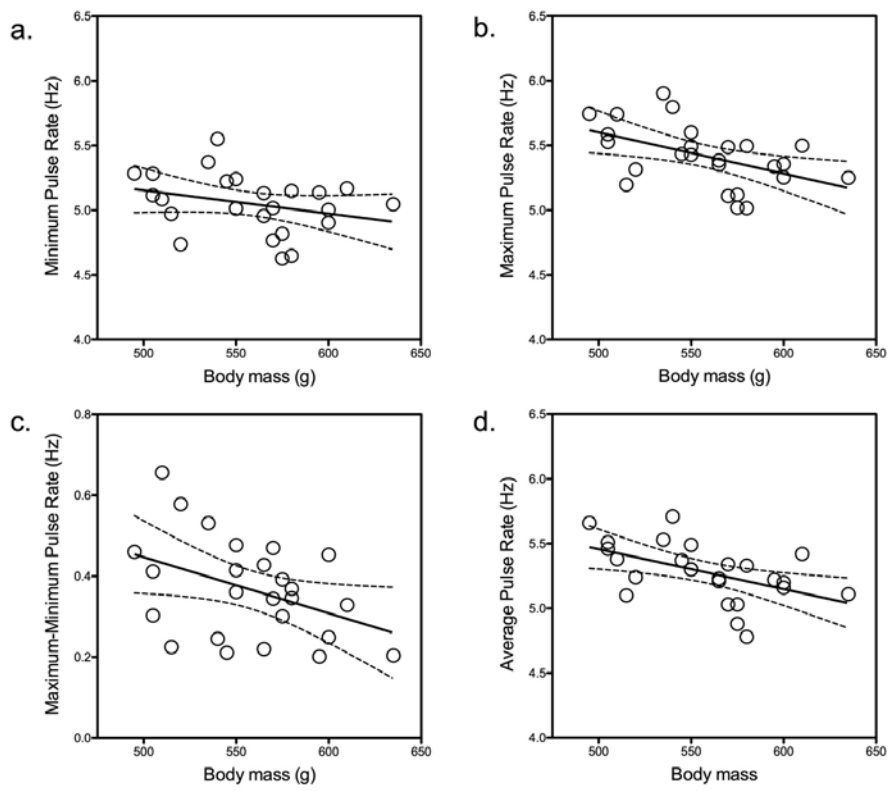 a.
Minimum Pulse Rate (Hz)
6.5
6.0
5.5
5.0
4.5
4.0
500 550 600 650
Body mass (g)
b.
Maximum Pulse Rate (Hz)
6.5
6.0
5.5
5.0
4.5
4.0
500 550 600 650
Body mass (g)
c.
Maximum-Minimum Pulse Rate (Hz)
0.8
0.6
0.4
0.2
0.0
500 550 600 650
Body mass (g)
d.
Average Pulse Rate (Hz)
6.5
6.0
5.5
5.0
4.5
4.0
500 550 600 650
Body mass